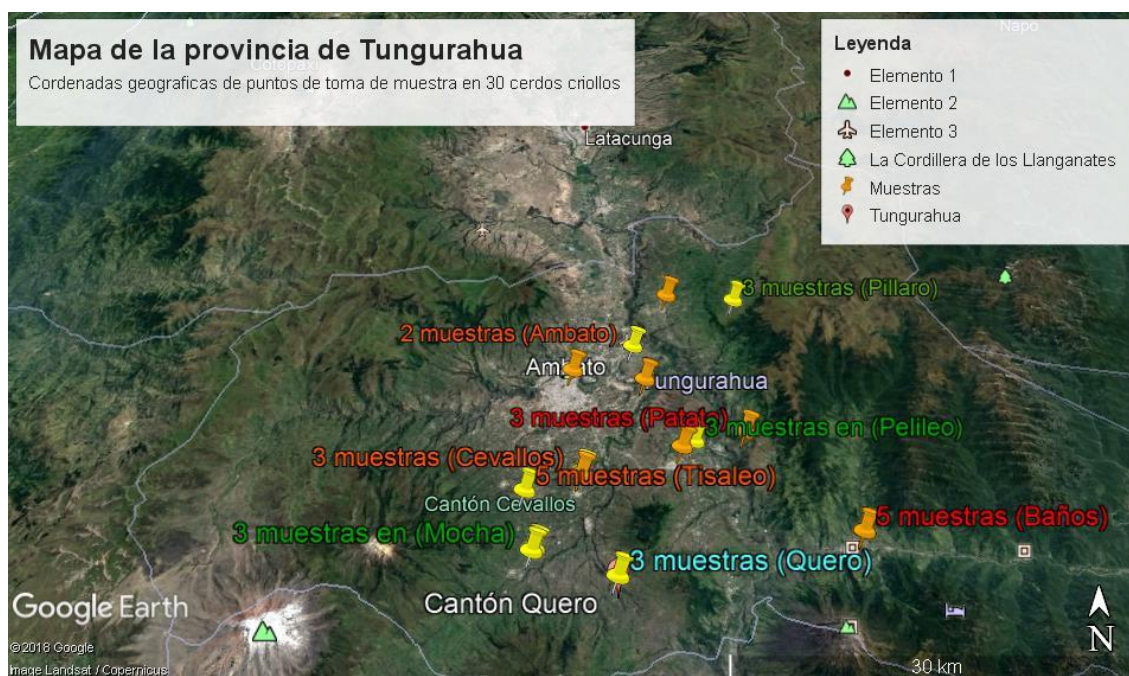 Mapa de la provincia de Tungurahua
Cordenadas geograficas de puntos de toma de muestra en 30 cerdos criollos
Leyenda
Elemento 1
Elemento 2
Elemento 3
La Cordillera de los Llanganates
Muestras
Tungurahua
Napo
Cotopaxi
Latacunga
3 muestras (Pillaro)
2 muestras (Ambato)
Ambato
ungurahua
3 muestras (Patate)
3 muestras en (Pelileo)
3 muestras (Cevallos)
5 muestras (Tisaleo)
Cantón Cevallos
5 muestras (Baños)
3 muestras en (Mocha)
3 muestras (Quero)
Cantón Quero
Google Earth
©2018 Google
Image Landsat / Copernicus
30 km
N